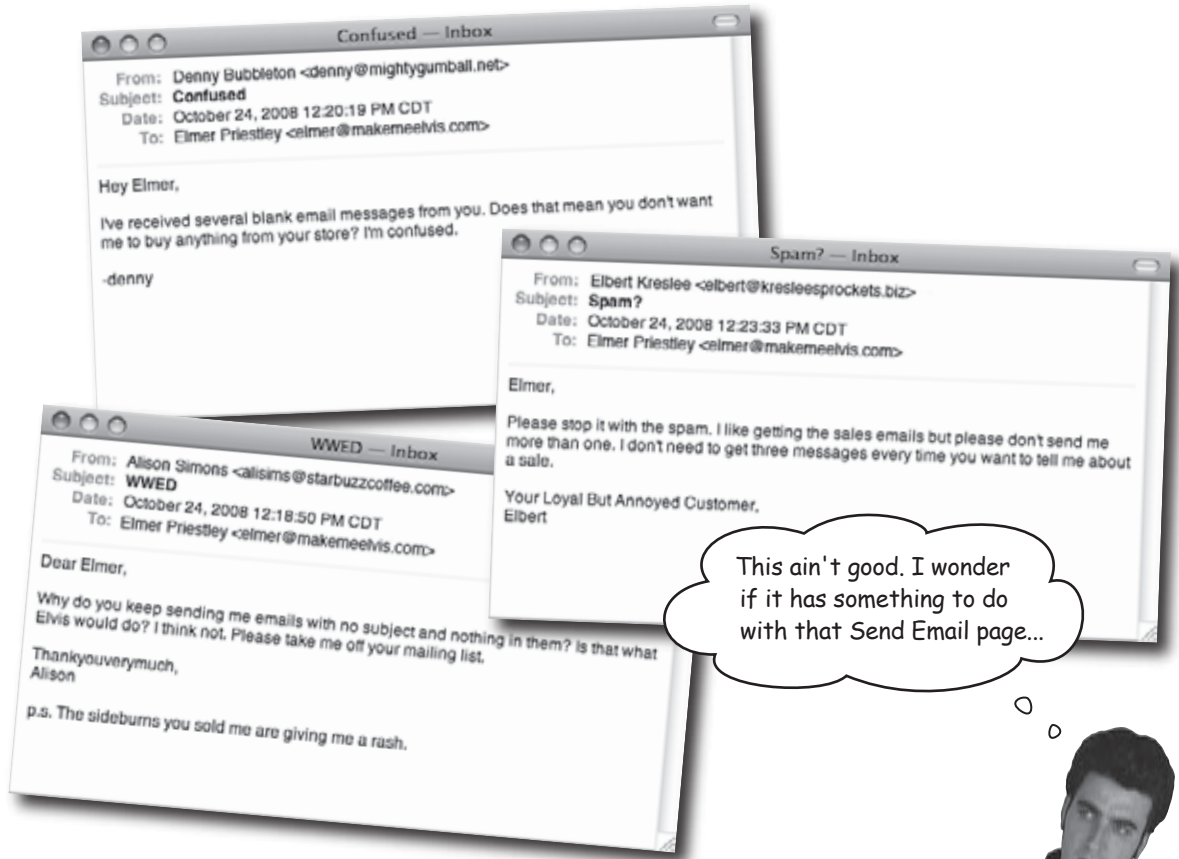 Confused — Inbox
From: Denny Bubbleton <denny@mightygumball.net>
Subject: Confused
Date: October 24, 2008 12:20:19 PM CDT
To: Elmer Priestley <elmer@makemeelvis.com>
Hey Elmer,
I've received several blank email messages from you. Does that mean you don't want
me to buy anything from your store? I'm confused.
-denny
Spam? — Inbox
From: Elbert Kreslee <elbert@kresleesprockets.biz>
Subject: Spam?
Date: October 24, 2008 12:23:33 PM CDT
To: Elmer Priestley <elmer@makemeelvis.com>
Elmer,
Please stop it with the spam. I like getting the sales emails but please don't send me
more than one. I don't need to get three messages every time you want to tell me about
a sale.
Your Loyal But Annoyed Customer,
Elbert
WWED — Inbox
From: Alison Simons <alisims@starbuzzcoffee.com>
Subject: WWED
Date: October 24, 2008 12:18:50 PM CDT
To: Elmer Priestley <elmer@makemeelvis.com>
Dear Elmer,
Why do you keep sending me emails with no subject and nothing in them? Is that what
Elvis would do? I think not. Please take me off your mailing list.
Thankyouverymuch,
Alison
p.s. The sideburns you sold me are giving me a rash.
This ain't good. I wonder
if it has something to do
with that Send Email page...